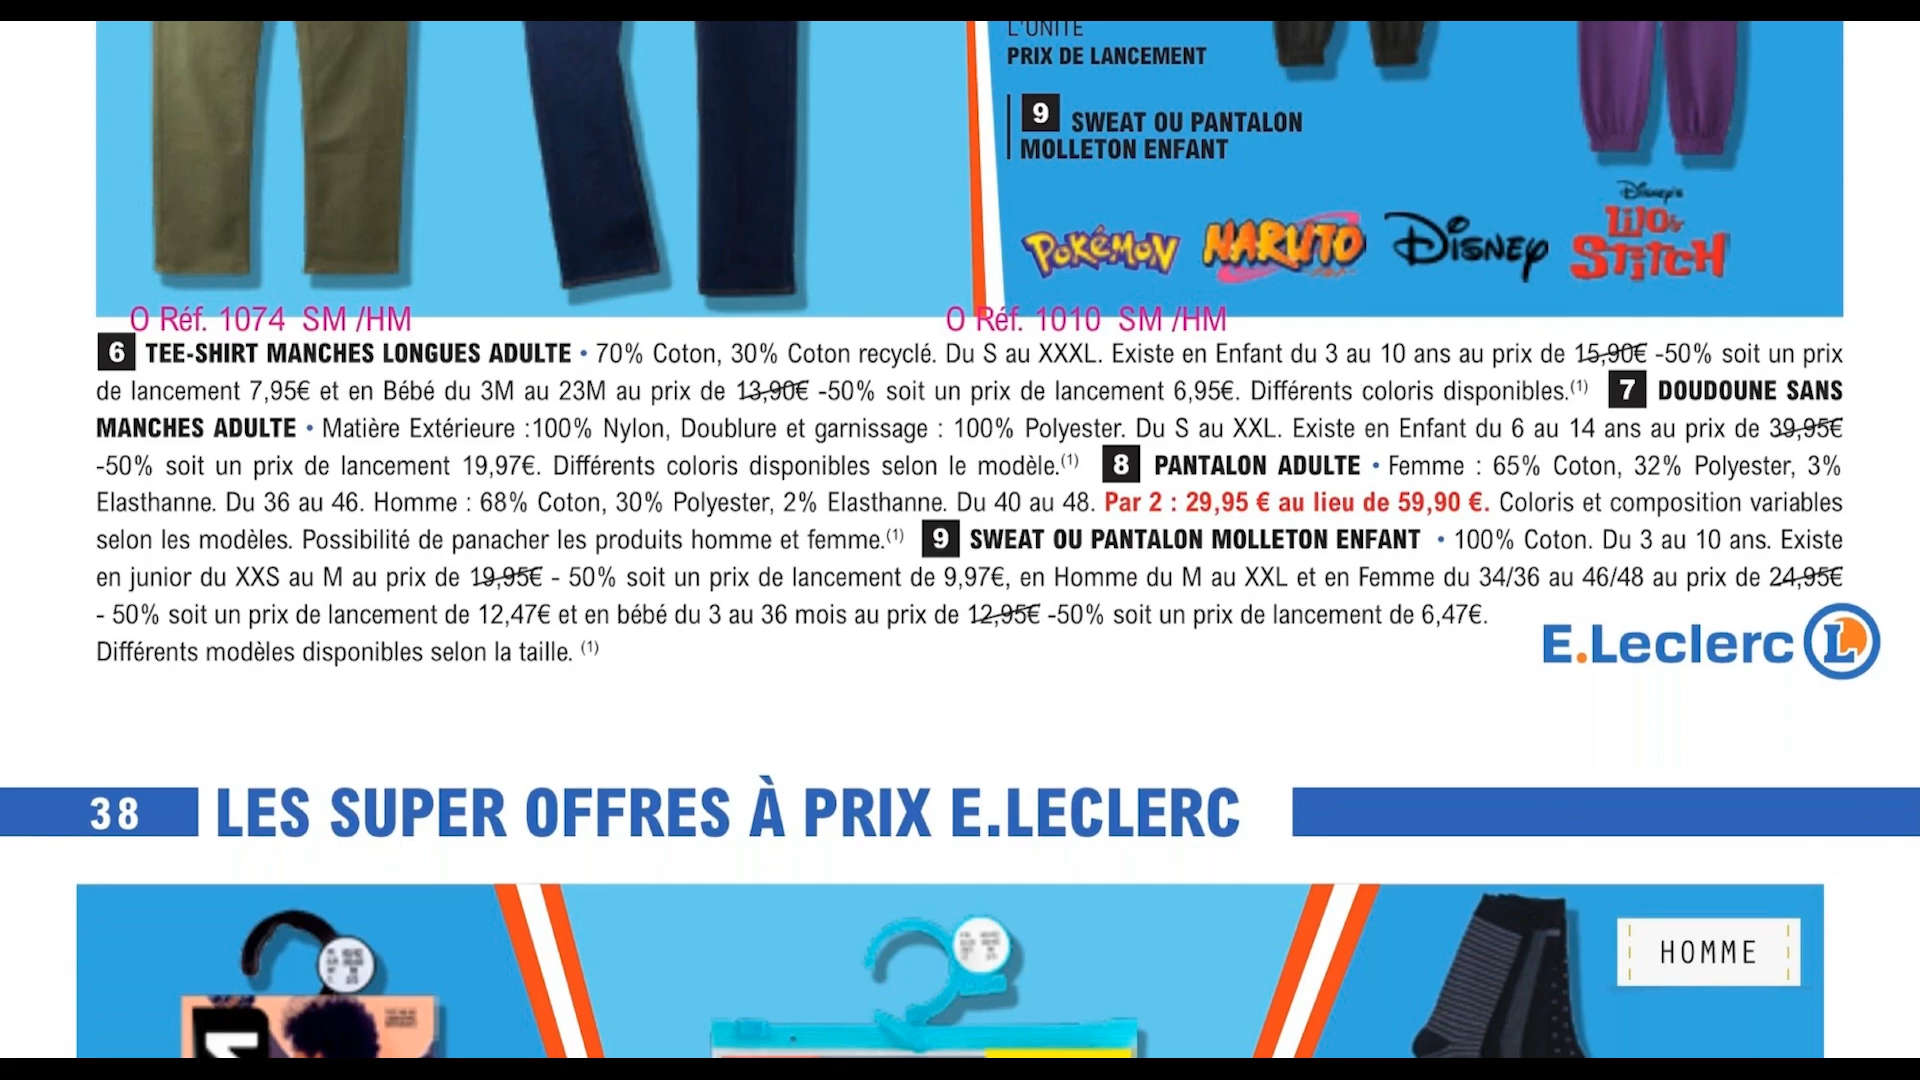 L'UNITÉ
PRIX DE LANCEMENT
9 SWEAT OU PANTALON
MOLLETON ENFANT
POKÉMON NARUTO DISNEY DISNEY'S LILO & STITCH
O Réf. 1074 SM /HM
O Réf. 1010 SM /HM
6 TEE-SHIRT MANCHES LONGUES ADULTE • 70% Coton, 30% Coton recyclé. Du S au XXXL. Existe en Enfant du 3 au 10 ans au prix de 15,90€ -50% soit un prix
de lancement 7,95€ et en Bébé du 3M au 23M au prix de 13,90€ -50% soit un prix de lancement 6,95€. Différents coloris disponibles.(1) 7 DOUDOUNE SANS
MANCHES ADULTE • Matière Extérieure :100% Nylon, Doublure et garnissage : 100% Polyester. Du S au XXL. Existe en Enfant du 6 au 14 ans au prix de 39,95€
-50% soit un prix de lancement 19,97€. Différents coloris disponibles selon le modèle.(1) 8 PANTALON ADULTE • Femme : 65% Coton, 32% Polyester, 3%
Elasthanne. Du 36 au 46. Homme : 68% Coton, 30% Polyester, 2% Elasthanne. Du 40 au 48. Par 2 : 29,95 € au lieu de 59,90 €. Coloris et composition variables
selon les modèles. Possibilité de panacher les produits homme et femme.(1) 9 SWEAT OU PANTALON MOLLETON ENFANT • 100% Coton. Du 3 au 10 ans. Existe
en junior du XXS au M au prix de 19,95€ - 50% soit un prix de lancement de 9,97€, en Homme du M au XXL et en Femme du 34/36 au 46/48 au prix de 24,95€
- 50% soit un prix de lancement de 12,47€ et en bébé du 3 au 36 mois au prix de 12,95€ -50% soit un prix de lancement de 6,47€.
Différents modèles disponibles selon la taille. (1)
E.Leclerc L
38 LES SUPER OFFRES À PRIX E.LECLERC
HOMME